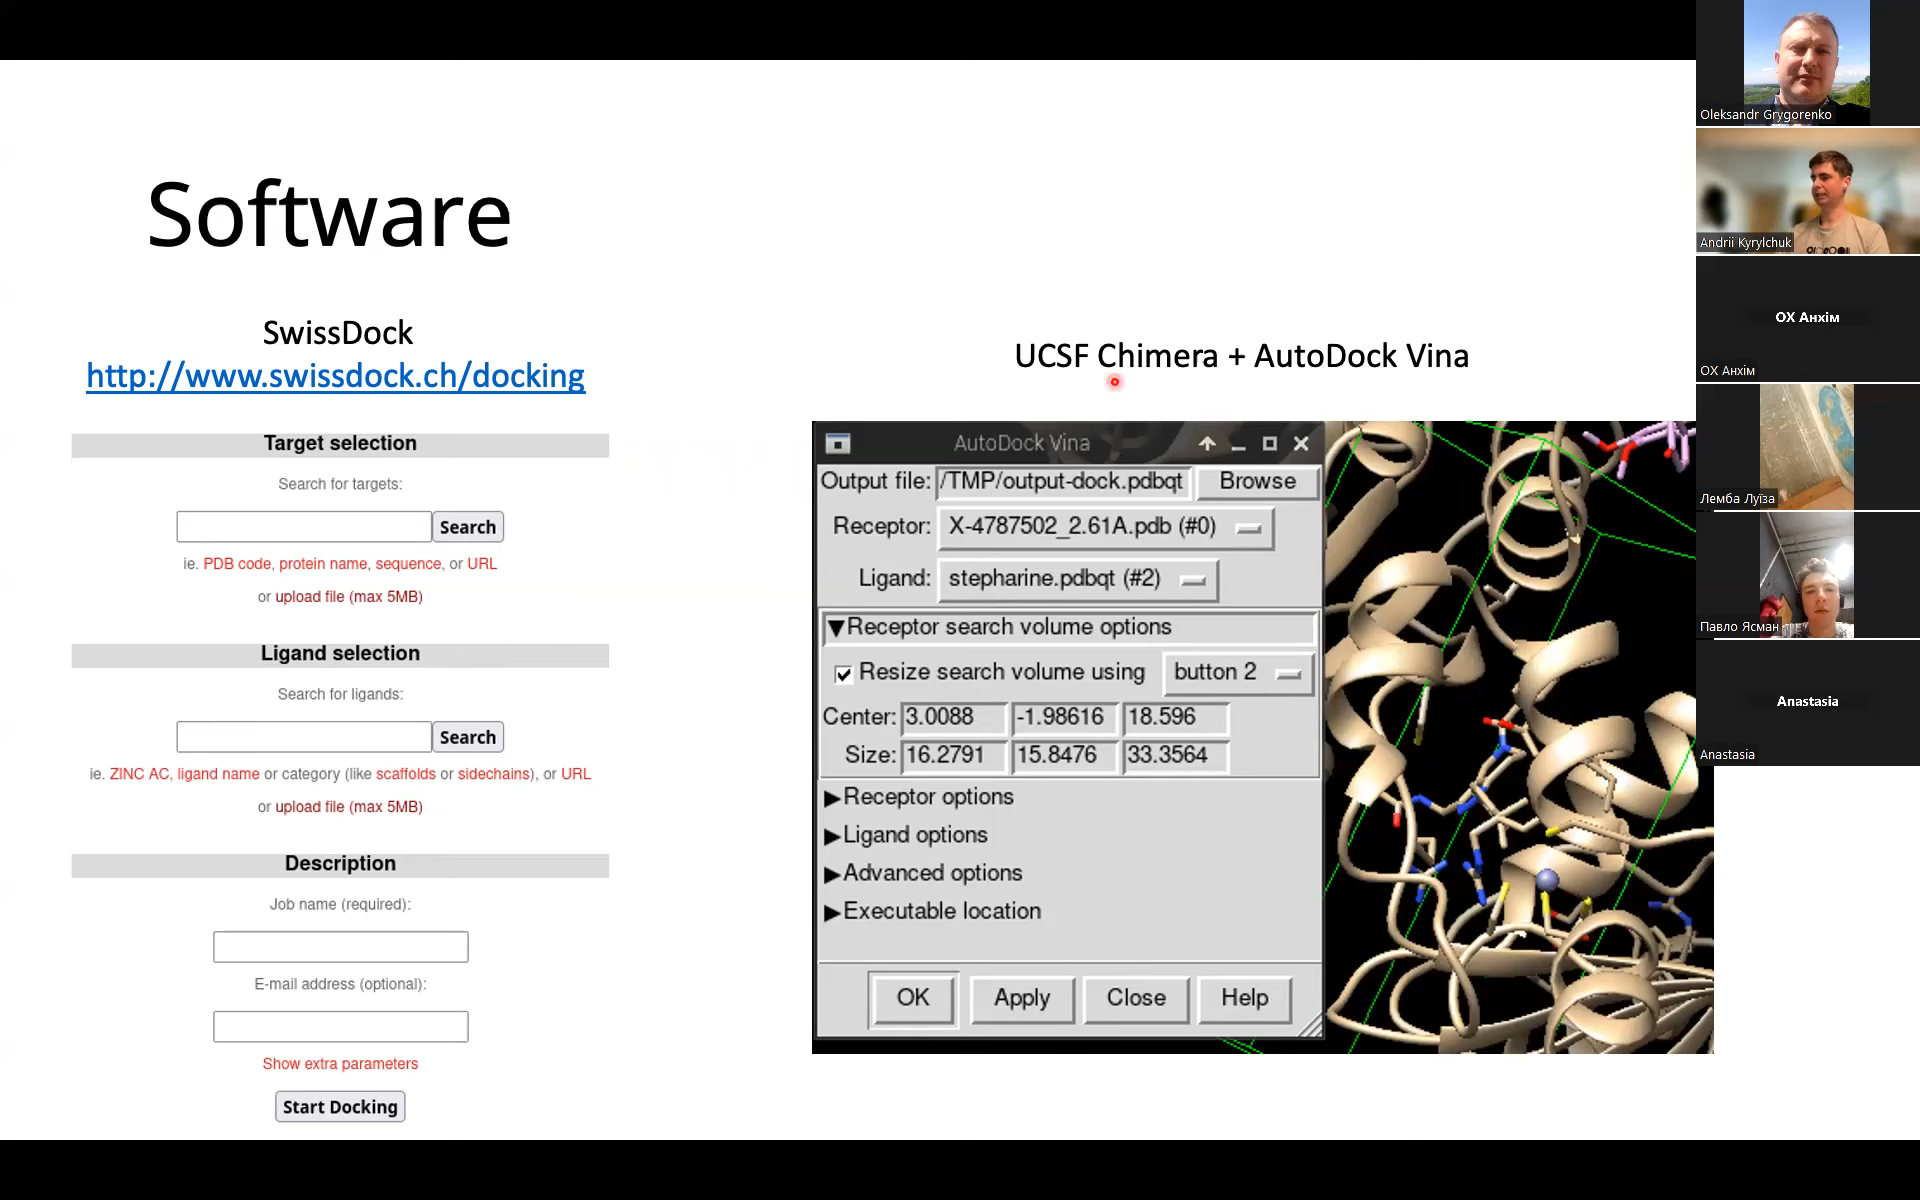 Software
SwissDock
http://www.swissdock.ch/docking
Target selection
Search for targets:
Search
ie. PDB code, protein name, sequence, or URL
or upload file (max 5MB)
Ligand selection
Search for ligands:
Search
ie. ZINC AC, ligand name or category (like scaffolds or sidechains), or URL
or upload file (max 5MB)
Description
Job name (required):
E-mail address (optional):
Show extra parameters
Start Docking
UCSF Chimera + AutoDock Vina
AutoDock Vina
Output file: /TMP/output-dock.pdbqt Browse
Receptor: X-4787502_2.61A.pdb (#0)
Ligand: stepharine.pdbqt (#2)
Receptor search volume options
Resize search volume using button 2
Center: 3.0088 -1.98616 18.596
Size: 16.2791 15.8476 33.3564
Receptor options
Ligand options
Advanced options
Executable location
OK Apply Close Help
Oleksandr Grygorenko
Andrii Kyrylchuk
ОХ Анхім
ОХ Анхім
Лемба Луїза
Павло Ясман
Anastasia
Anastasia